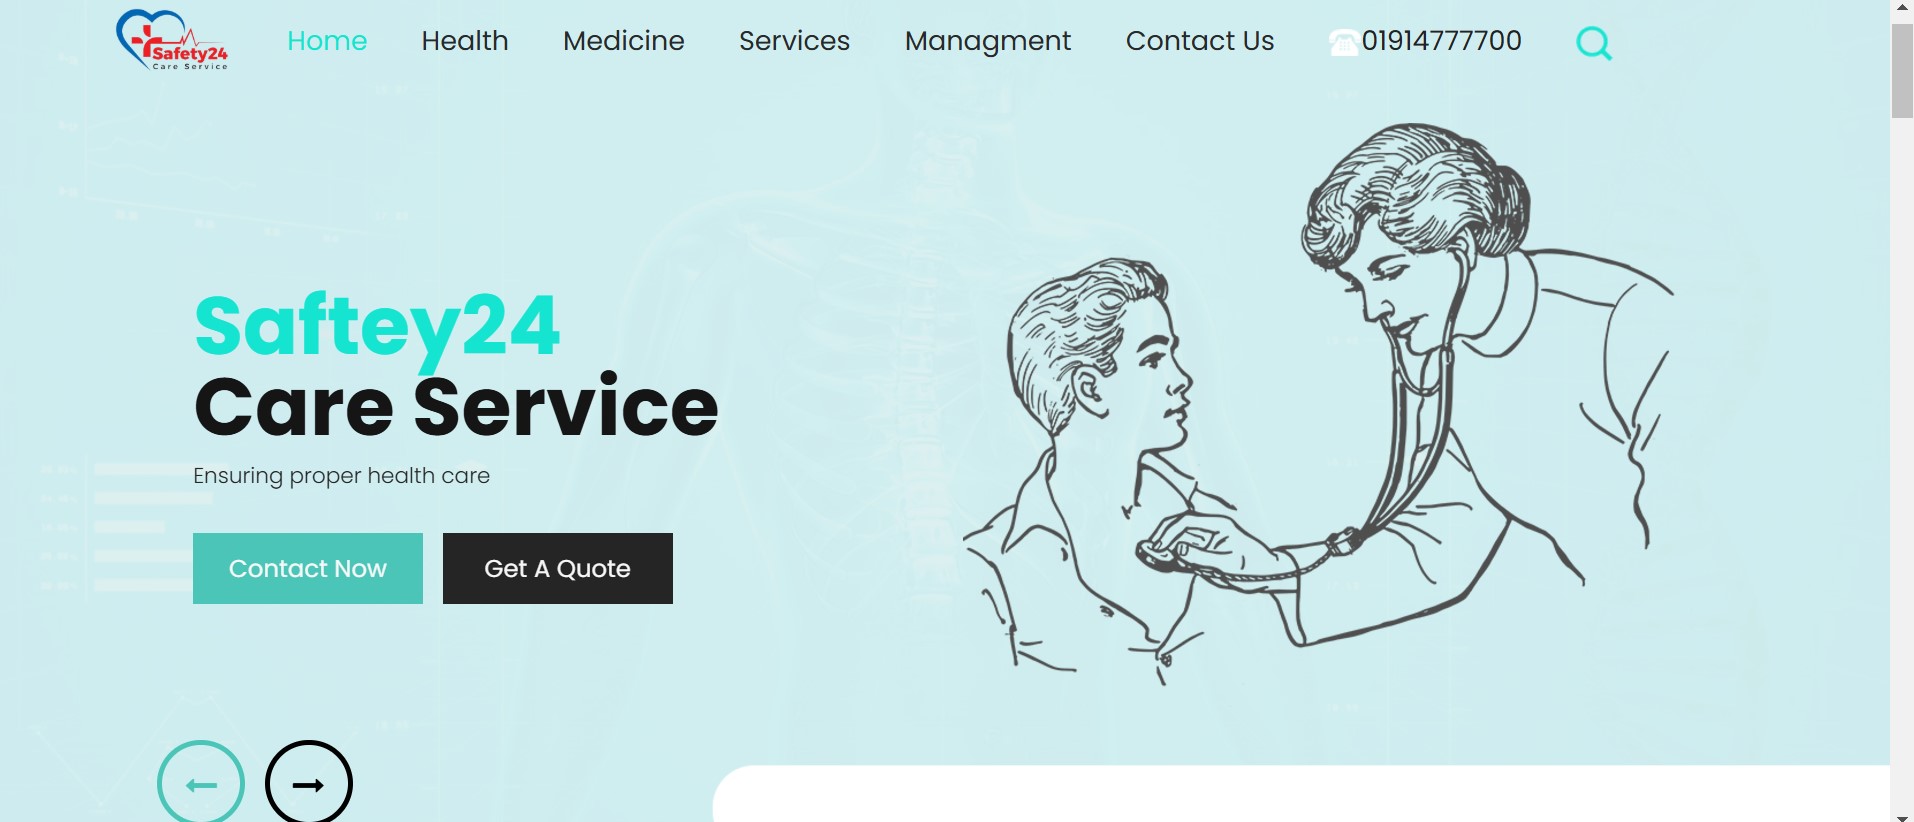 Safety24
Care Service
Home Health Medicine Services Managment Contact Us 01914777700
Saftey24
Care Service
Ensuring proper health care
Contact Now Get A Quote